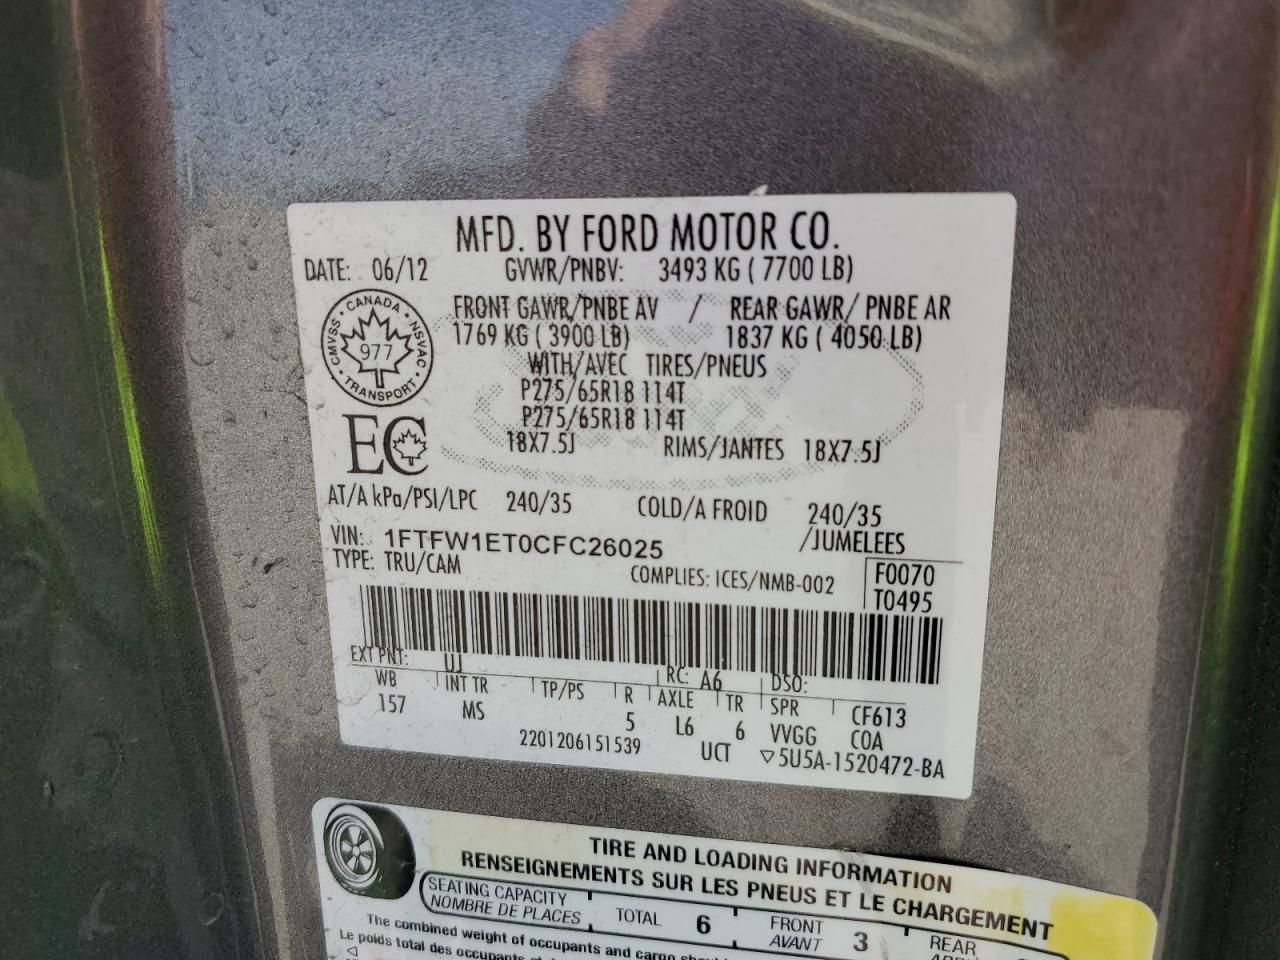 MFD. BY FORD MOTOR CO.
DATE: 06/12 GVWR/PNBV: 3493 KG ( 7700 LB)
FRONT GAWR/PNBE AV / REAR GAWR/ PNBE AR
1769 KG ( 3900 LB) 1837 KG ( 4050 LB)
WITH/AVEC TIRES/PNEUS
P275/65R18 114T
P275/65R18 114T
18X7.5J RIMS/JANTES 18X7.5J
CMVSS • CANADA • NSVAC • TRANSPORT •
977
EC
AT/A kPa/PSI/LPC 240/35 COLD/A FROID 240/35
VIN: 1FTFW1ET0CFC26025 /JUMELEES
TYPE: TRU/CAM COMPLIES: ICES/NMB-002
F0070
T0495
EXT PNT: UJ RC: A6 DSO:
WB INT TR TP/PS R AXLE TR SPR CF613
157 MS 5 L6 6 VVGG COA
2201206151539 UCT ▽5U5A-1520472-BA
TIRE AND LOADING INFORMATION
RENSEIGNEMENTS SUR LES PNEUS ET LE CHARGEMENT
SEATING CAPACITY
NOMBRE DE PLACES
TOTAL 6
FRONT
AVANT 3
REAR
The combined weight of occupants and cargo
Le poids total des occupants